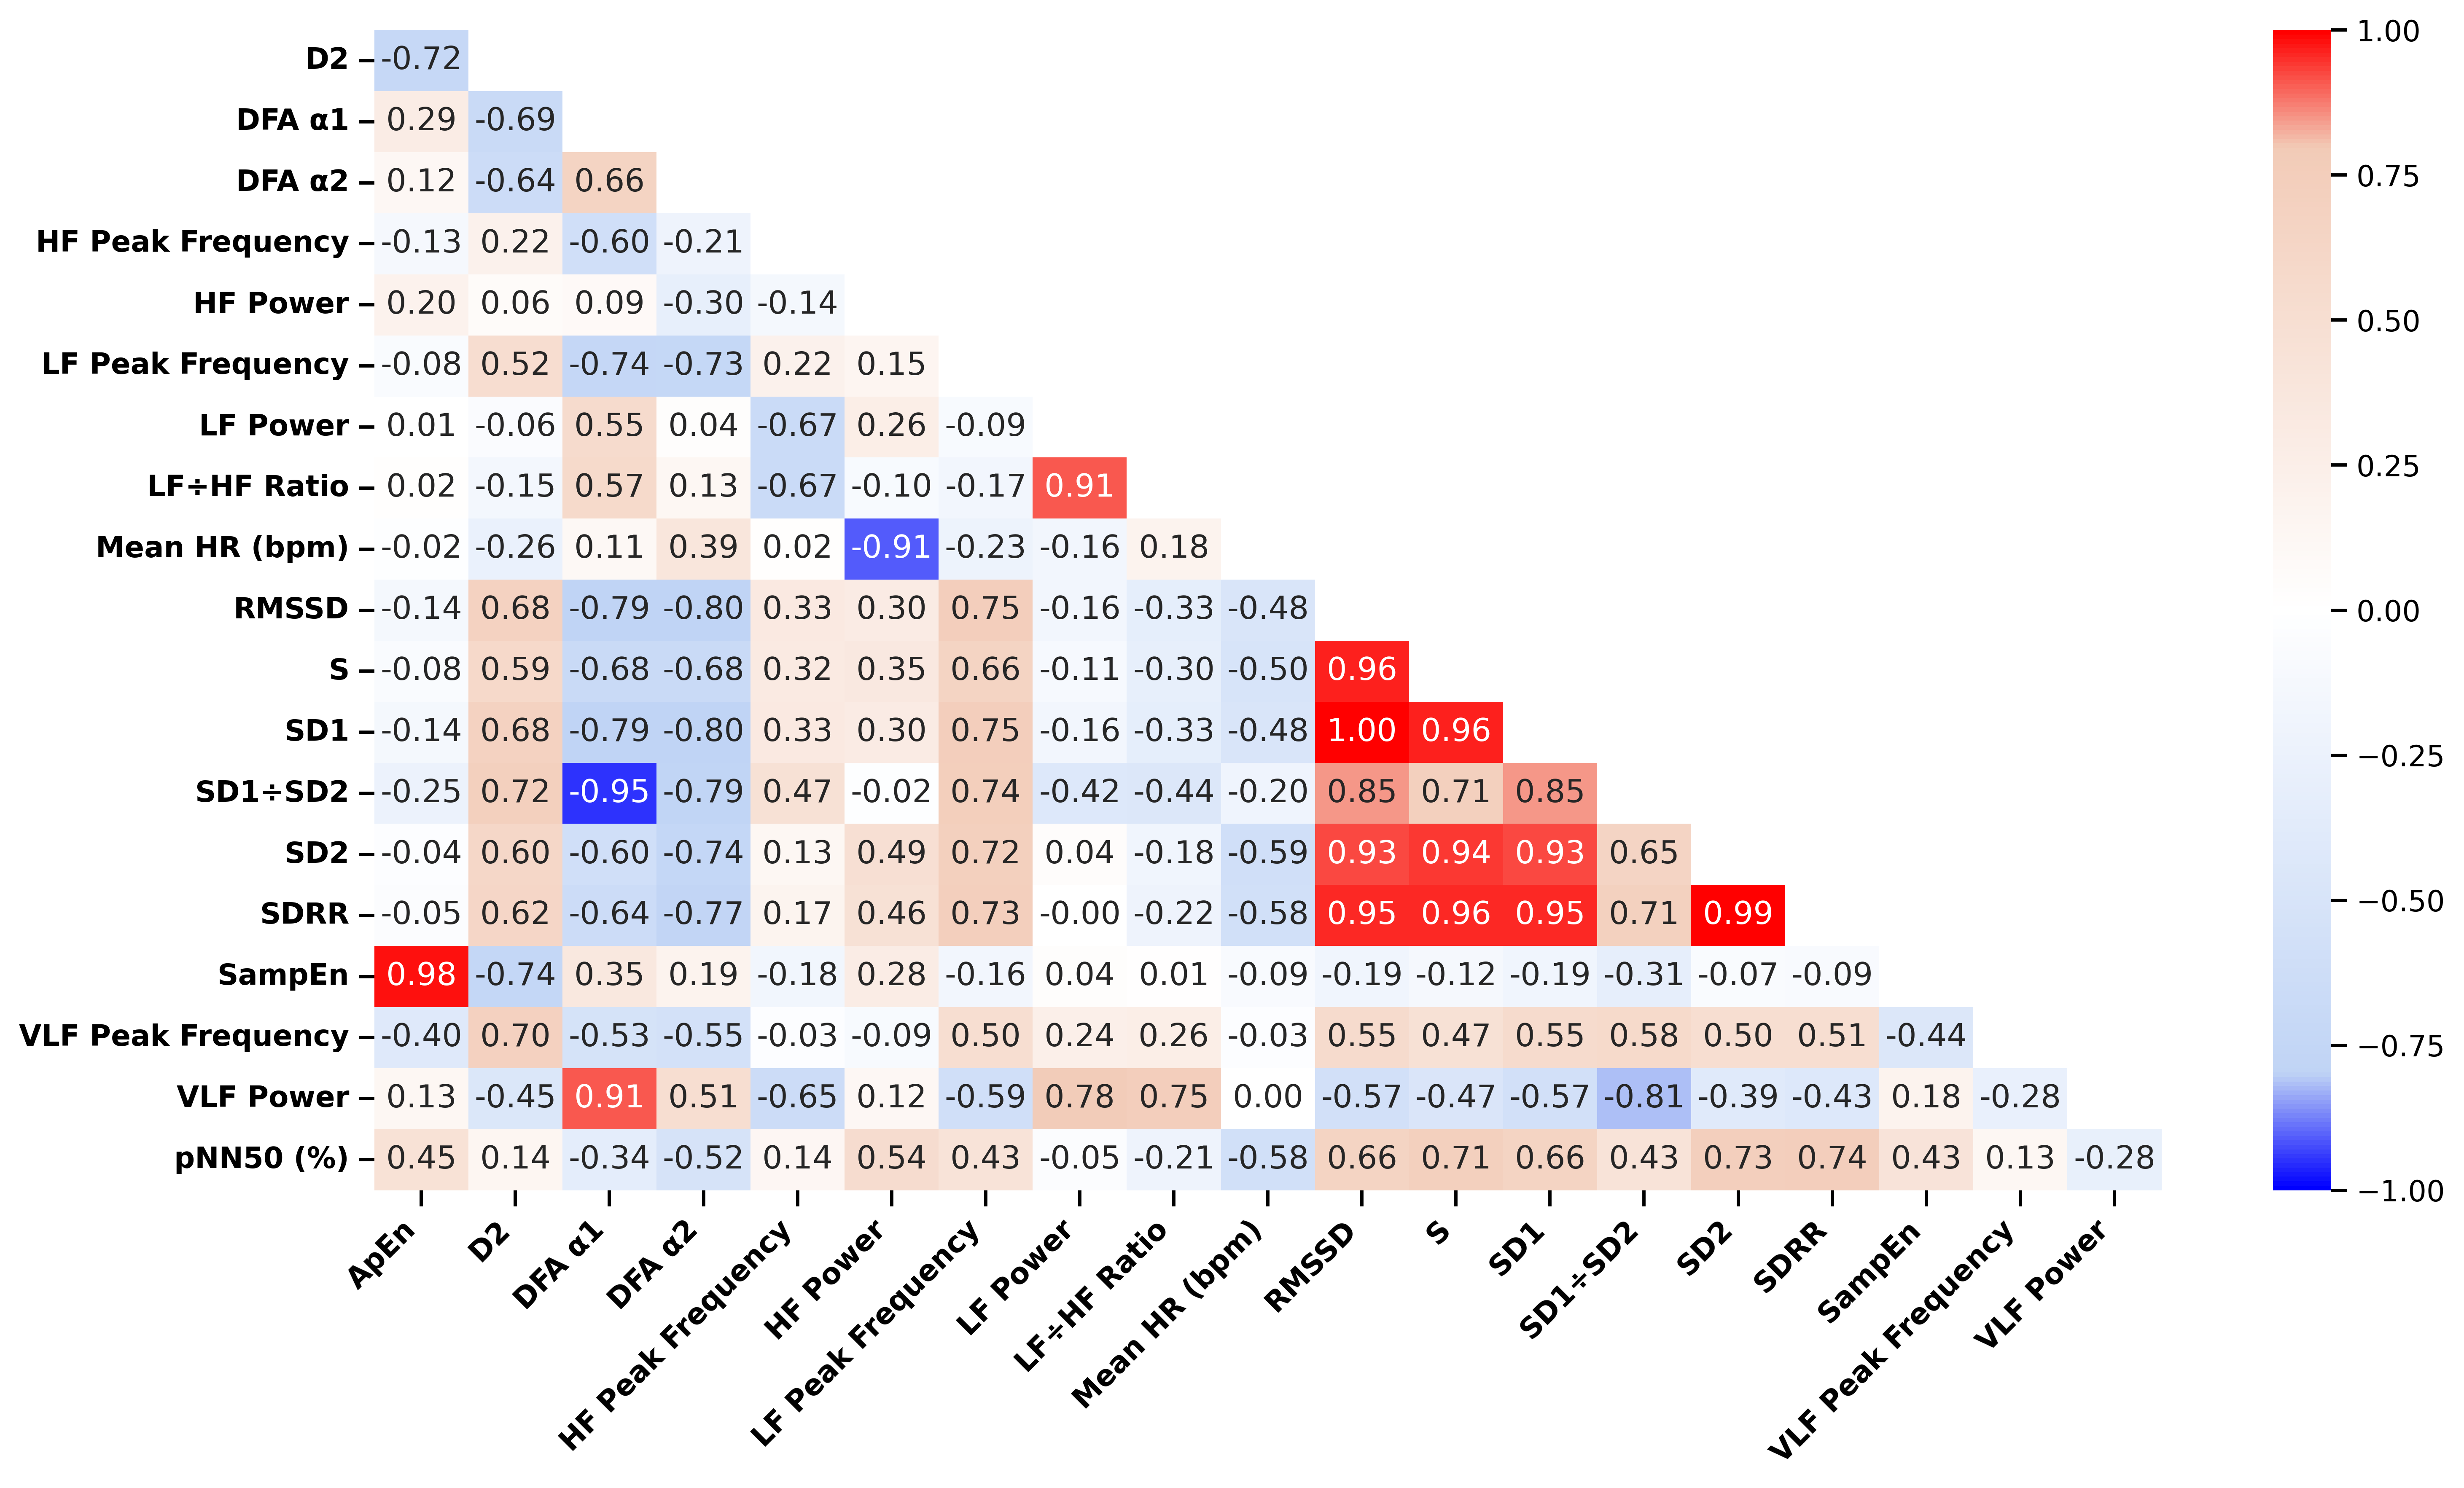 D2 -0.72
DFA α1 0.29 -0.69
DFA α2 0.12 -0.64 0.66
HF Peak Frequency -0.13 0.22 -0.60 -0.21
HF Power 0.20 0.06 0.09 -0.30 -0.14
LF Peak Frequency -0.08 0.52 -0.74 -0.73 0.22 0.15
LF Power 0.01 -0.06 0.55 0.04 -0.67 0.26 -0.09
LF÷HF Ratio 0.02 -0.15 0.57 0.13 -0.67 -0.10 -0.17 0.91
Mean HR (bpm) -0.02 -0.26 0.11 0.39 0.02 -0.91 -0.23 -0.16 0.18
RMSSD -0.14 0.68 -0.79 -0.80 0.33 0.30 0.75 -0.16 -0.33 -0.48
S -0.08 0.59 -0.68 -0.68 0.32 0.35 0.66 -0.11 -0.30 -0.50 0.96
SD1 -0.14 0.68 -0.79 -0.80 0.33 0.30 0.75 -0.16 -0.33 -0.48 1.00 0.96
SD1÷SD2 -0.25 0.72 -0.95 -0.79 0.47 -0.02 0.74 -0.42 -0.44 -0.20 0.85 0.71 0.85
SD2 -0.04 0.60 -0.60 -0.74 0.13 0.49 0.72 0.04 -0.18 -0.59 0.93 0.94 0.93 0.65
SDRR -0.05 0.62 -0.64 -0.77 0.17 0.46 0.73 -0.00 -0.22 -0.58 0.95 0.96 0.95 0.71 0.99
SampEn 0.98 -0.74 0.35 0.19 -0.18 0.28 -0.16 0.04 0.01 -0.09 -0.19 -0.12 -0.19 -0.31 -0.07 -0.09
VLF Peak Frequency -0.40 0.70 -0.53 -0.55 -0.03 -0.09 0.50 0.24 0.26 -0.03 0.55 0.47 0.55 0.58 0.50 0.51 -0.44
VLF Power 0.13 -0.45 0.91 0.51 -0.65 0.12 -0.59 0.78 0.75 0.00 -0.57 -0.47 -0.57 -0.81 -0.39 -0.43 0.18 -0.28
pNN50 (%) 0.45 0.14 -0.34 -0.52 0.14 0.54 0.43 -0.05 -0.21 -0.58 0.66 0.71 0.66 0.43 0.73 0.74 0.43 0.13 -0.28
ApEn
D2
DFA α1
DFA α2
HF Peak Frequency
HF Power
LF Peak Frequency
LF Power
LF÷HF Ratio
Mean HR (bpm)
RMSSD
S
SD1
SD1÷SD2
SD2
SDRR
SampEn
VLF Peak Frequency
VLF Power
1.00
0.75
0.50
0.25
0.00
−0.25
−0.50
−0.75
−1.00